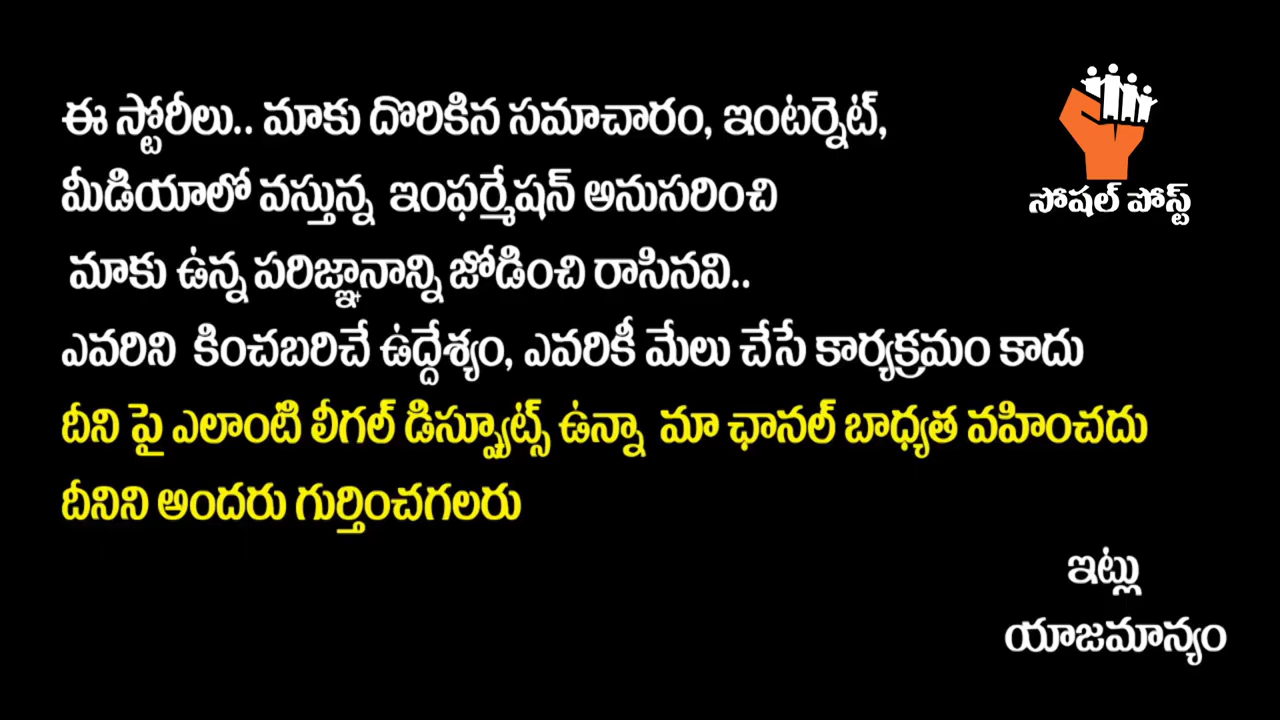 ఈ స్టోరీలు.. మాకు దొరికిన సమాచారం, ఇంటర్నెట్,
మీడియాలో వస్తున్న ఇంఫర్మేషన్ అనుసరించి
మాకు ఉన్న పరిజ్ఞానాన్ని జోడించి రాసినవి..
ఎవరిని కించబరిచే ఉద్దేశ్యం, ఎవరికీ మేలు చేసే కార్యక్రమం కాదు
దీని పై ఎలాంటి లీగల్ డిస్ప్యూట్స్ ఉన్నా మా ఛానల్ బాధ్యత వహించదు
దీనిని అందరు గుర్తించగలరు
ఇట్లు
యాజమాన్యం
సోషల్ పోస్ట్